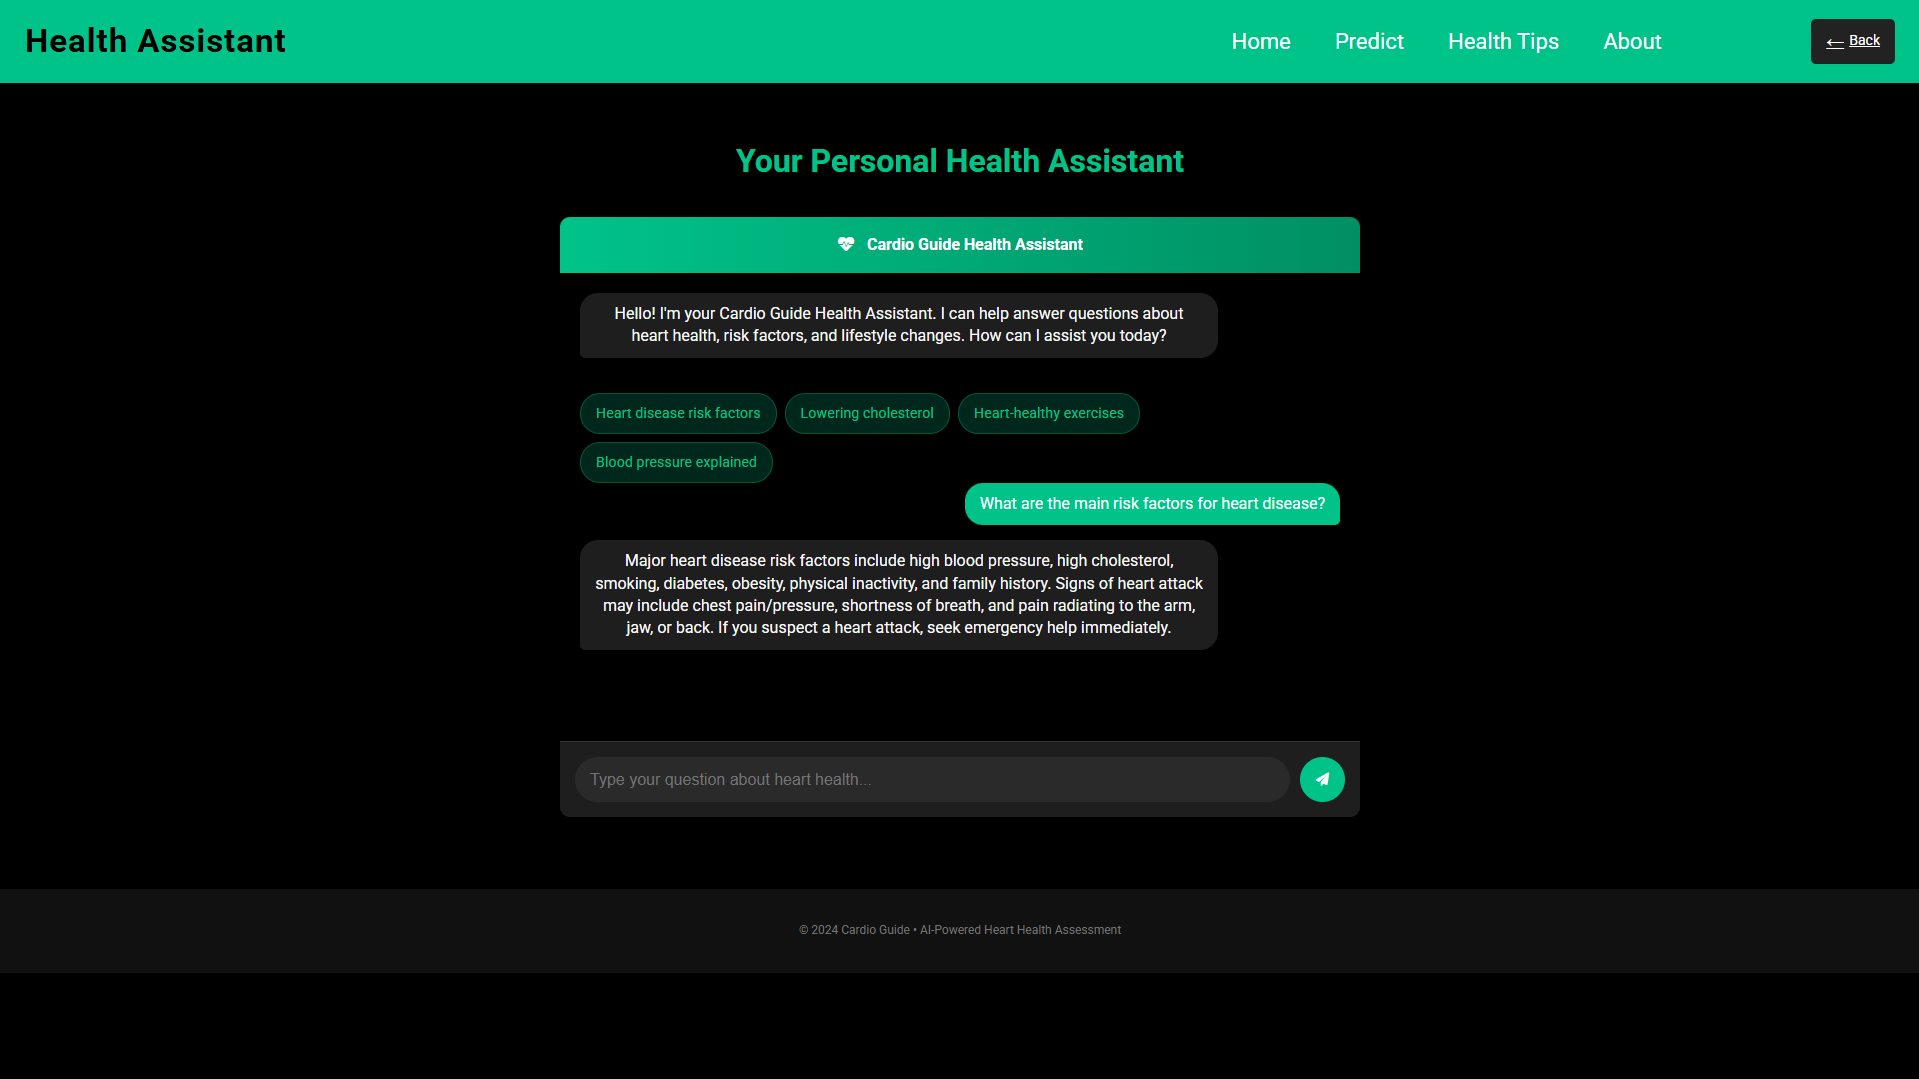 Health Assistant
Home
Predict
Health Tips
About
← Back
Your Personal Health Assistant
Cardio Guide Health Assistant
Hello! I'm your Cardio Guide Health Assistant. I can help answer questions about
heart health, risk factors, and lifestyle changes. How can I assist you today?
Heart disease risk factors
Lowering cholesterol
Heart-healthy exercises
Blood pressure explained
What are the main risk factors for heart disease?
Major heart disease risk factors include high blood pressure, high cholesterol,
smoking, diabetes, obesity, physical inactivity, and family history. Signs of heart attack
may include chest pain/pressure, shortness of breath, and pain radiating to the arm,
jaw, or back. If you suspect a heart attack, seek emergency help immediately.
Type your question about heart health...
© 2024 Cardio Guide • AI-Powered Heart Health Assessment